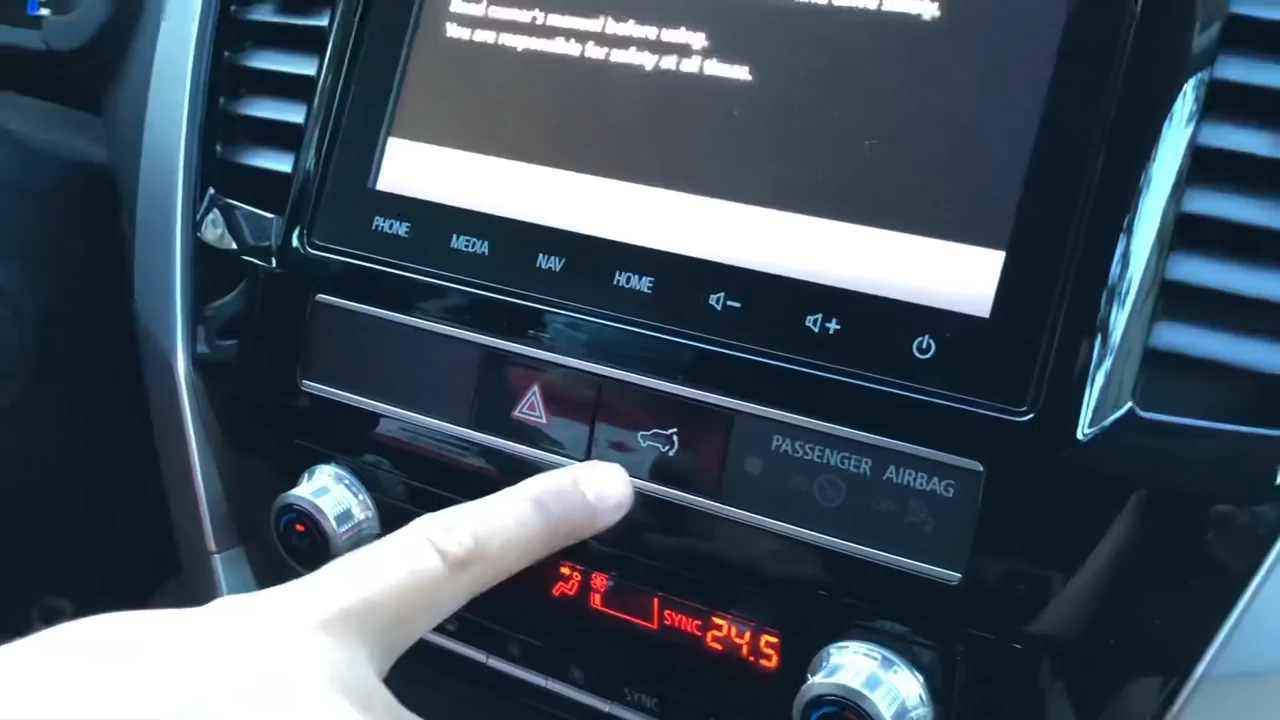 Read owner's manual before using.
You are responsible for safety at all times.
PHONE
MEDIA
NAV
HOME
PASSENGER AIRBAG
SYNC 24.5
SYNC